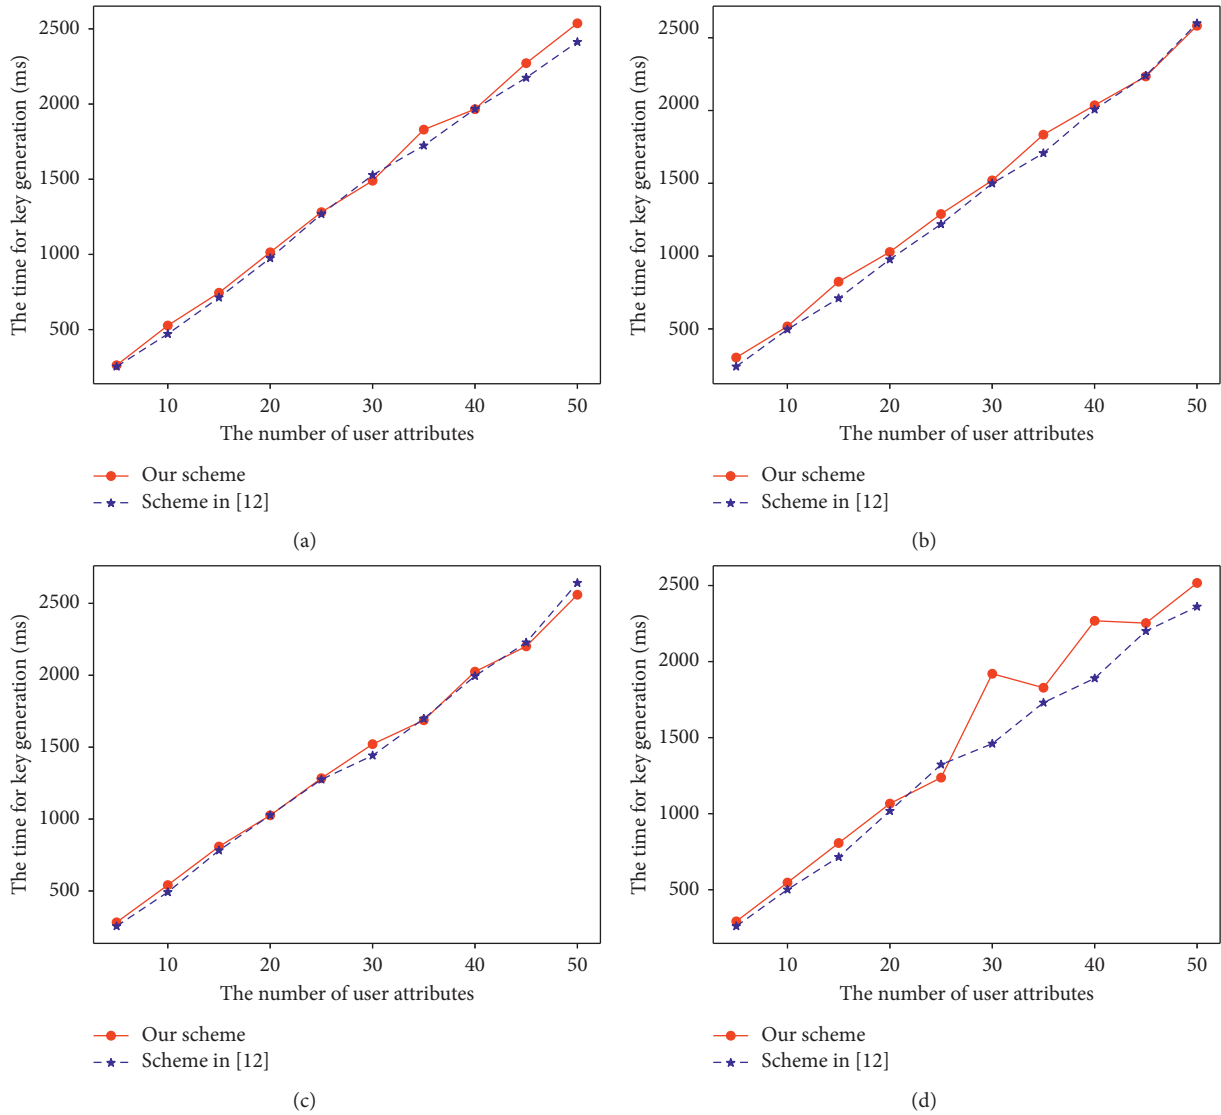 The time for key generation (ms)
2500
2000
1500
1000
500
10 20 30 40 50
The number of user attributes
Our scheme
Scheme in [12]
(a)
The time for key generation (ms)
2500
2000
1500
1000
500
10 20 30 40 50
The number of user attributes
Our scheme
Scheme in [12]
(b)
The time for key generation (ms)
2500
2000
1500
1000
500
10 20 30 40 50
The number of user attributes
Our scheme
Scheme in [12]
(c)
The time for key generation (ms)
2500
2000
1500
1000
500
10 20 30 40 50
The number of user attributes
Our scheme
Scheme in [12]
(d)